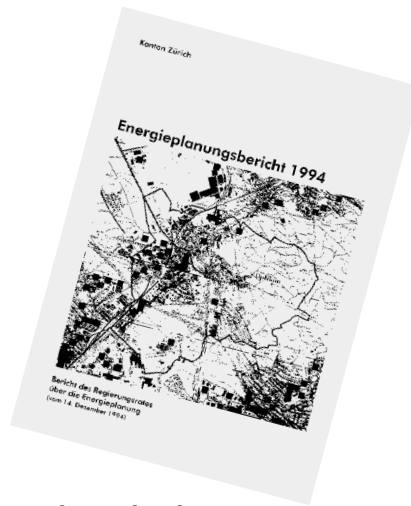 Kanton Zürich
Energieplanungsbericht 1994
Bericht des Regierungsrates
über die Energieplanung
(vom 14. Dezember 1994)